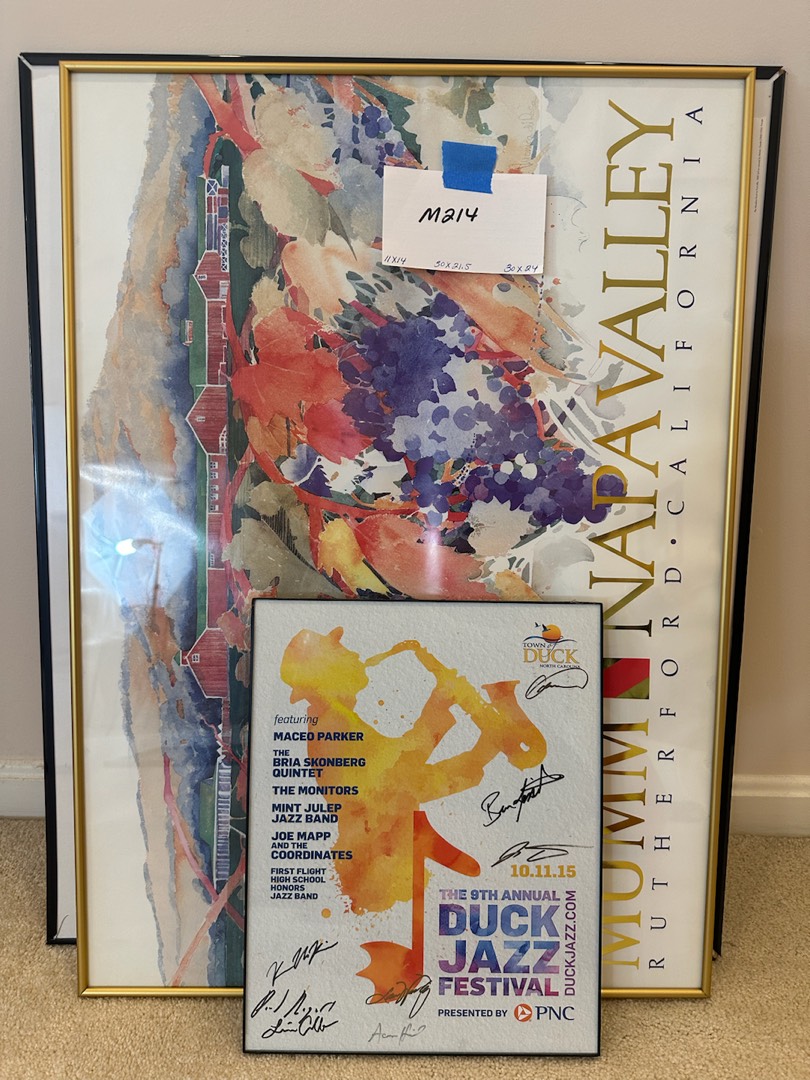 M214
11X14 30X21.5 30X24
MUMM NAPA VALLEY
RUTHERFORD • CALIFORNIA
TOWN of
DUCK
NORTH CAROLINA
featuring
MACEO PARKER
THE
BRIA SKONBERG
QUINTET
THE MONITORS
MINT JULEP
JAZZ BAND
JOE MAPP
AND THE
COORDINATES
FIRST FLIGHT
HIGH SCHOOL
HONORS
JAZZ BAND
10.11.15
THE 9TH ANNUAL
DUCK
JAZZ
FESTIVAL
DUCKJAZZ.COM
PRESENTED BY PNC